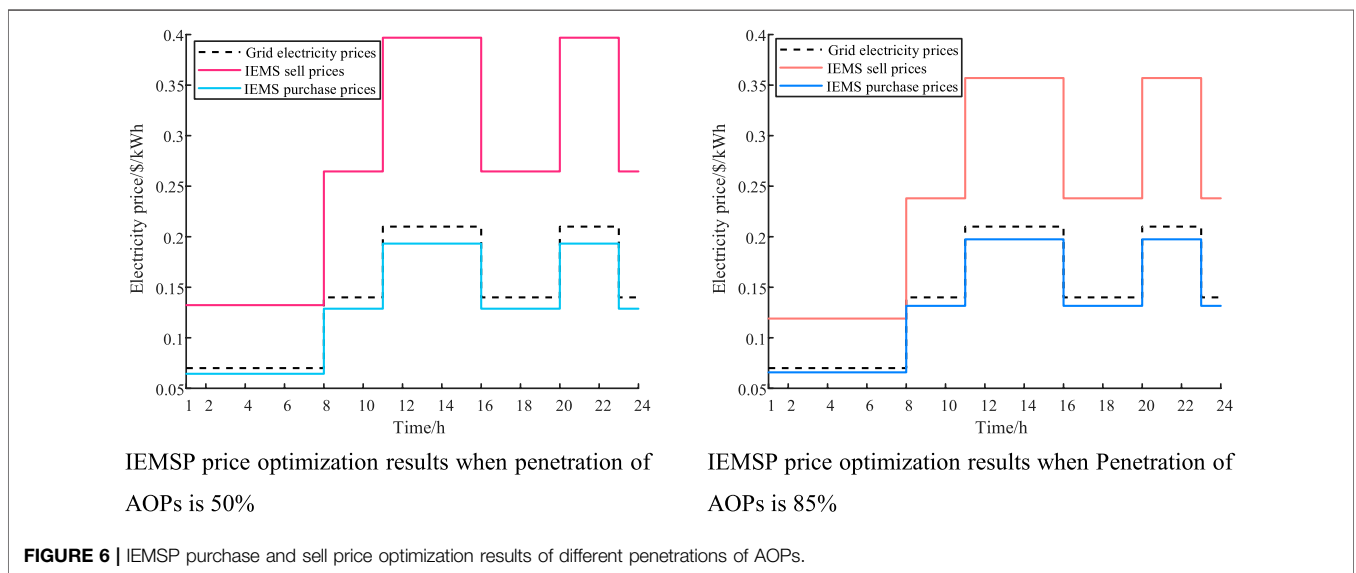 Grid electricity prices
IEMS sell prices
IEMS purchase prices
Electricity price/$/kWh
0.4
0.35
0.3
0.25
0.2
0.15
0.1
0.05
1 2 4 6 8 10 12 14 16 18 20 22 24
Time/h
IEMSP price optimization results when penetration of
AOPs is 50%
Grid electricity prices
IEMS sell prices
IEMS purchase prices
Electricity price/$/kWh
0.4
0.35
0.3
0.25
0.2
0.15
0.1
0.05
1 2 4 6 8 10 12 14 16 18 20 22 24
Time/h
IEMSP price optimization results when Penetration of
AOPs is 85%
FIGURE 6 | IEMSP purchase and sell price optimization results of different penetrations of AOPs.